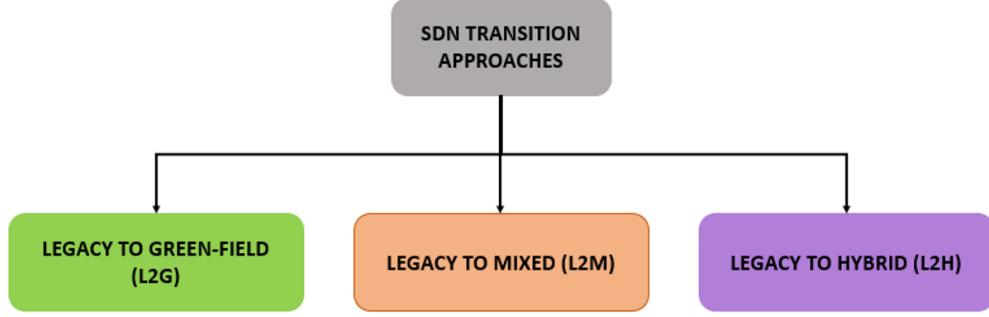 SDN TRANSITION
APPROACHES
LEGACY TO GREEN-FIELD
(L2G)
LEGACY TO MIXED (L2M)
LEGACY TO HYBRID (L2H)